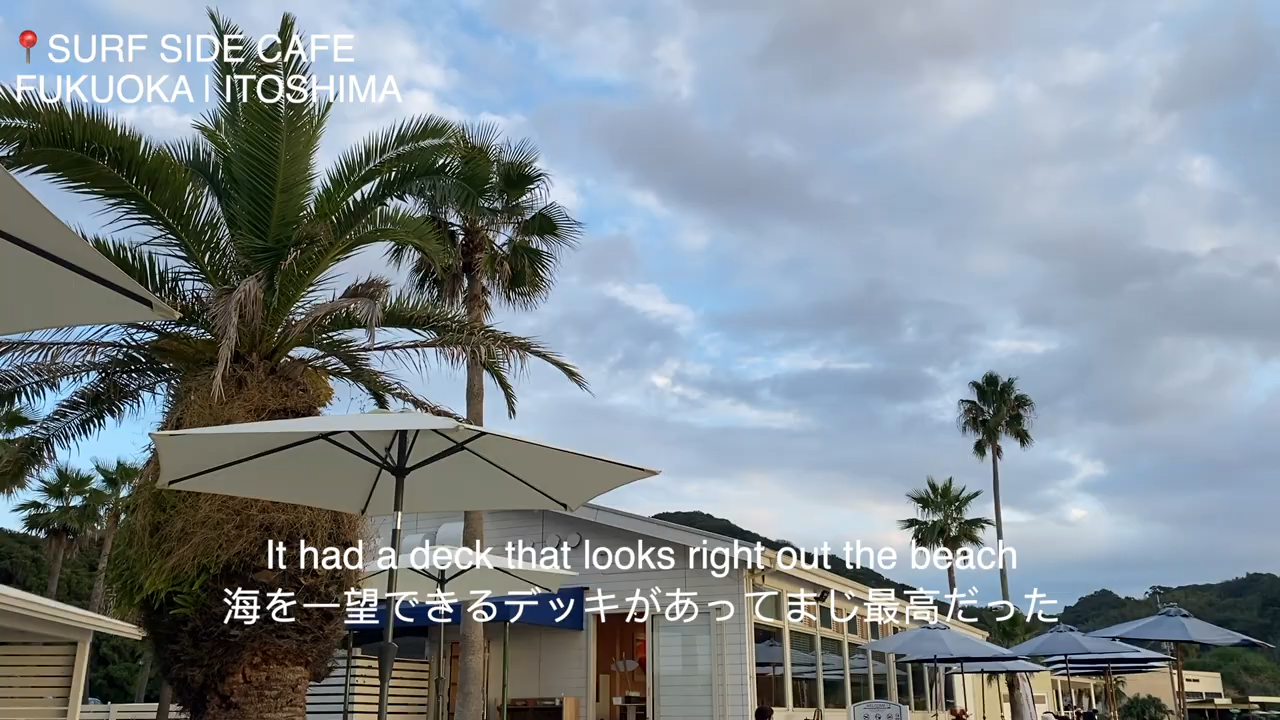 📍SURF SIDE CAFE
FUKUOKA | ITOSHIMA
It had a deck that looks right out the beach
海を一望できるデッキがあってまじ最高だった